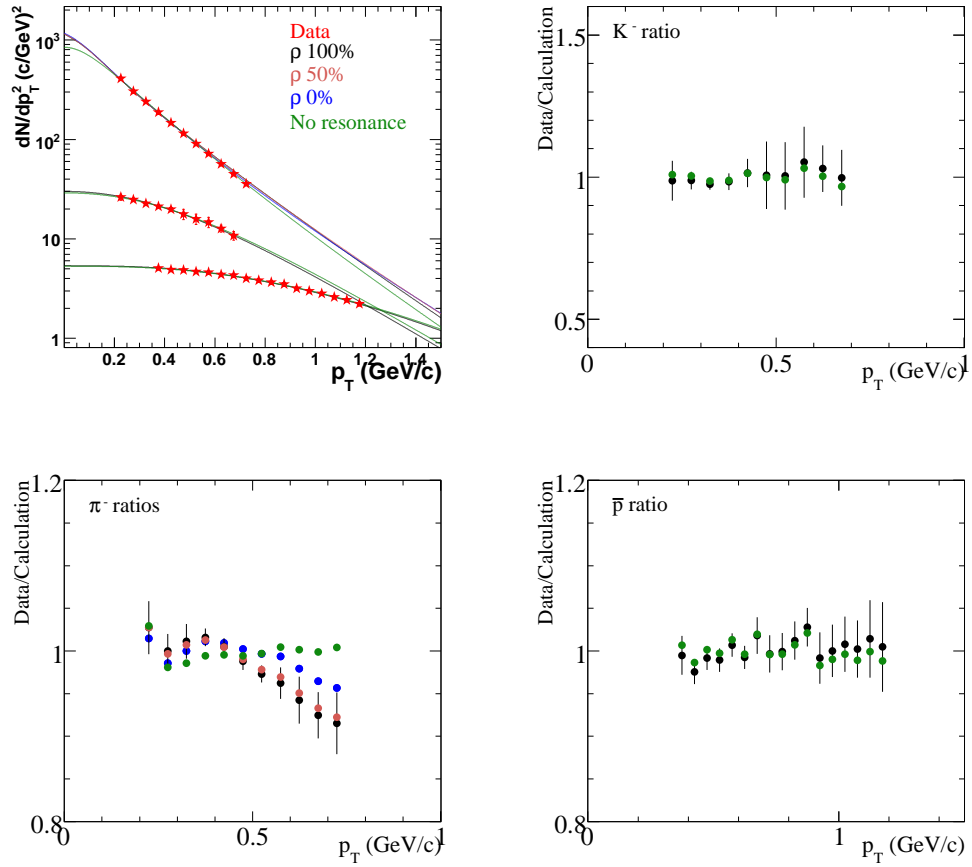 dN/dp_T^2 (c/GeV)^2
10^3
10^2
10
1
Data
ρ 100%
ρ 50%
ρ 0%
No resonance
0.2 0.4 0.6 0.8 1 1.2 1.4
p_T (GeV/c)
Data/Calculation
1.5
1
0.5
K^- ratio
0 0.5 1
p_T (GeV/c)
Data/Calculation
1.2
1
0.8
π^- ratios
0 0.5 1
p_T (GeV/c)
Data/Calculation
1.2
1
0.8
p̅ ratio
0 1
p_T (GeV/c)